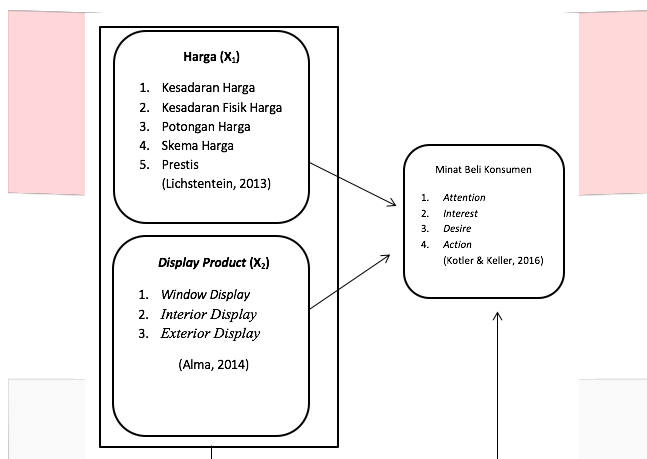 Harga (X1)
1. Kesadaran Harga
2. Kesadaran Fisik Harga
3. Potongan Harga
4. Skema Harga
5. Prestis
(Lichstentein, 2013)
Display Product (X2)
1. Window Display
2. Interior Display
3. Exterior Display
(Alma, 2014)
Minat Beli Konsumen
1. Attention
2. Interest
3. Desire
4. Action
(Kotler & Keller, 2016)